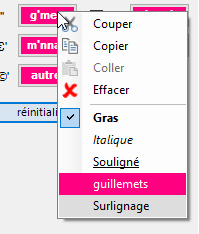 g'me
Couper
m'nna
Copier
Coller
autre
Effacer
réinitiali
Gras
Italique
Souligné
guillemets
Surlignage